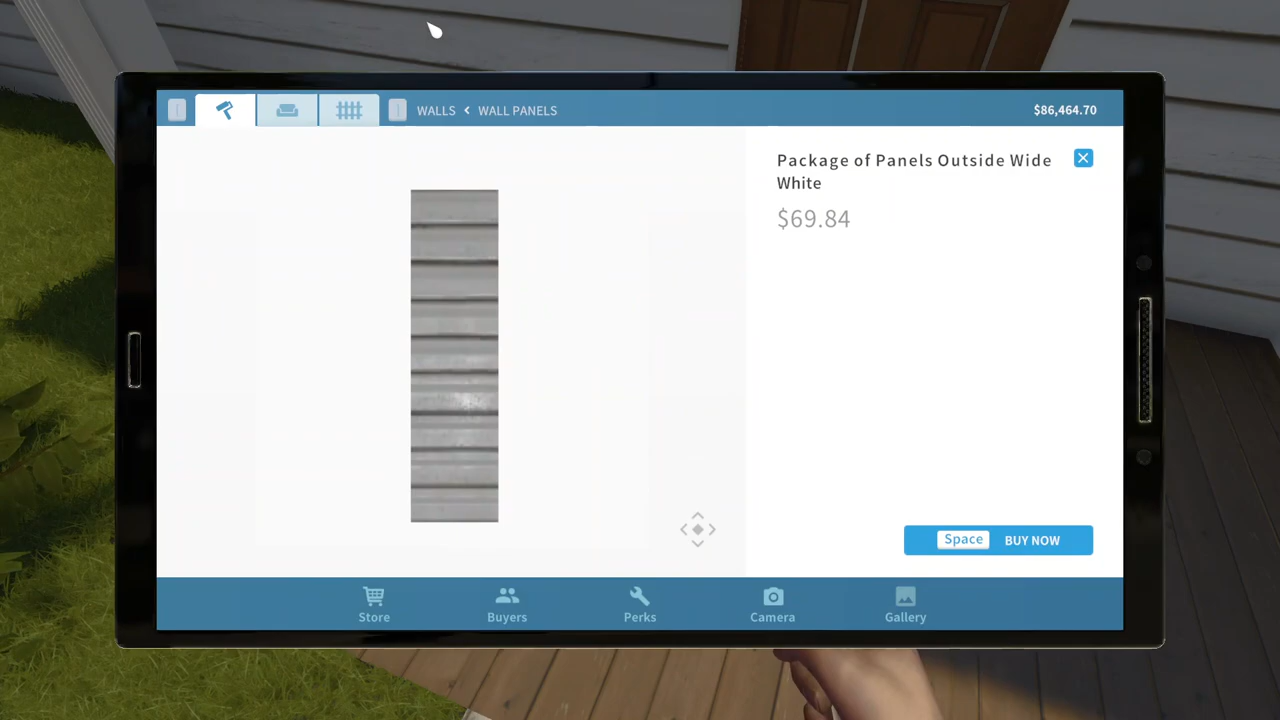 WALLS < WALL PANELS
$86,464.70
Package of Panels Outside Wide
White
$69.84
Space BUY NOW
Store
Buyers
Perks
Camera
Gallery